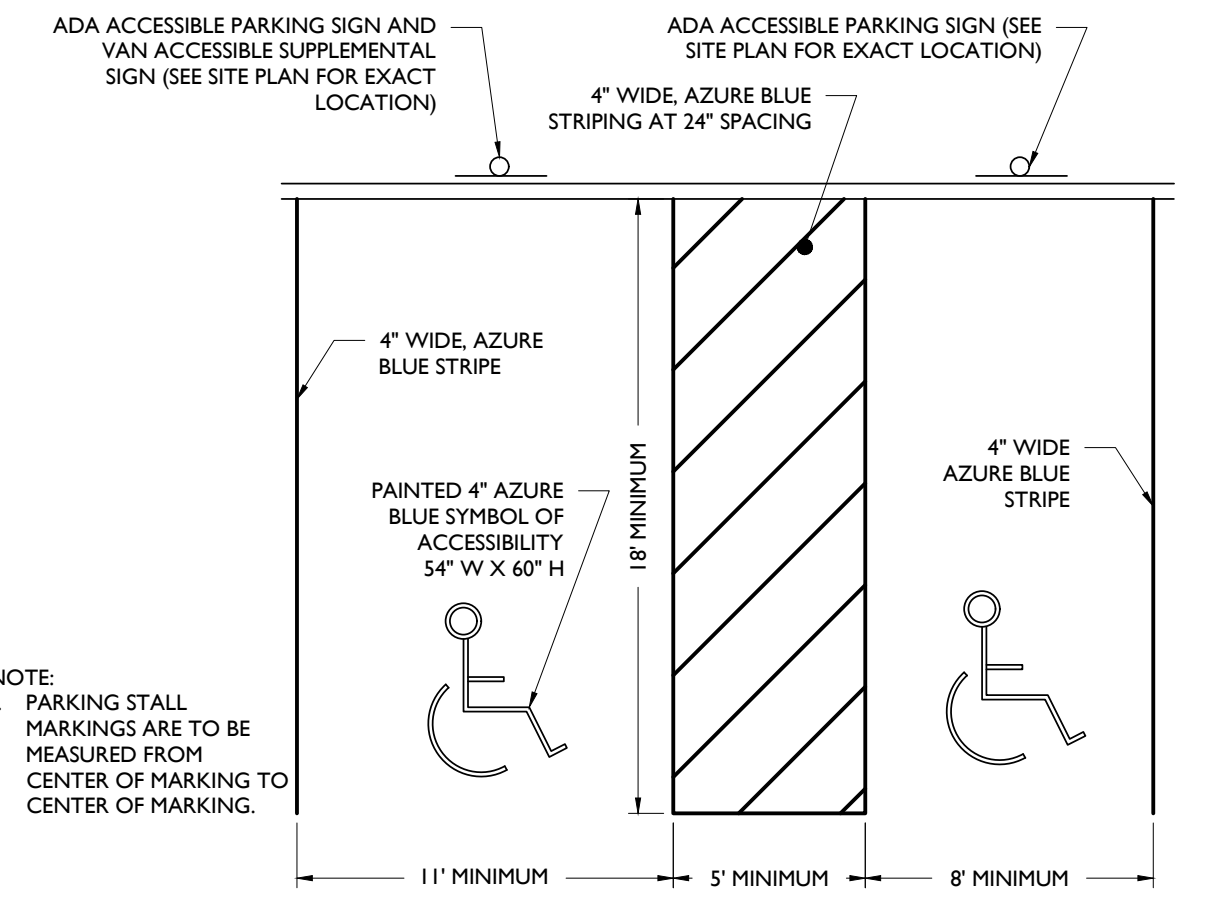 ADA ACCESSIBLE PARKING SIGN AND
VAN ACCESSIBLE SUPPLEMENTAL
SIGN (SEE SITE PLAN FOR EXACT
LOCATION)
ADA ACCESSIBLE PARKING SIGN (SEE
SITE PLAN FOR EXACT LOCATION)
4" WIDE, AZURE BLUE
STRIPING AT 24" SPACING
4" WIDE, AZURE
BLUE STRIPE
4" WIDE
AZURE BLUE
STRIPE
PAINTED 4" AZURE
BLUE SYMBOL OF
ACCESSIBILITY
54" W X 60" H
18' MINIMUM
NOTE:
PARKING STALL
MARKINGS ARE TO BE
MEASURED FROM
CENTER OF MARKING TO
CENTER OF MARKING.
11' MINIMUM
5' MINIMUM
8' MINIMUM